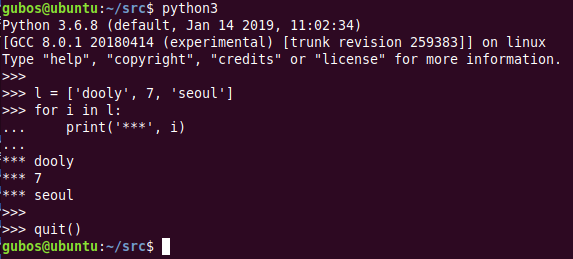 gubos@ubuntu:~/src$ python3
Python 3.6.8 (default, Jan 14 2019, 11:02:34)
[GCC 8.0.1 20180414 (experimental) [trunk revision 259383]] on linux
Type "help", "copyright", "credits" or "license" for more information.
>>>
>>> l = ['dooly', 7, 'seoul']
>>> for i in l:
...     print('***', i)
...
*** dooly
*** 7
*** seoul
>>>
>>> quit()
gubos@ubuntu:~/src$